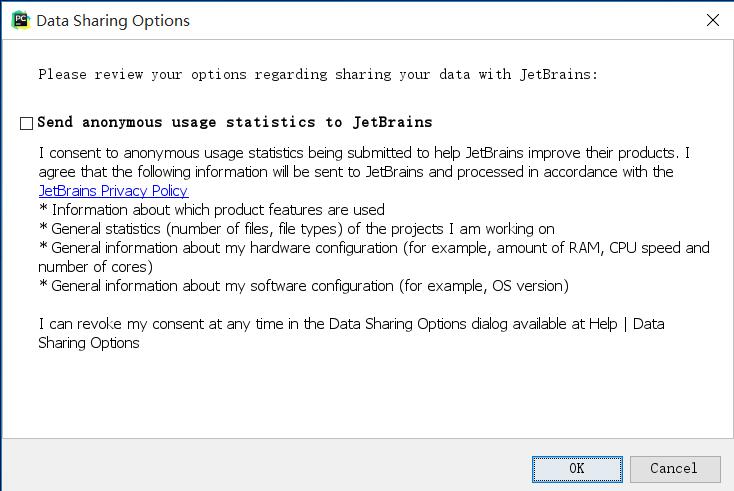 PC
Data Sharing Options
Please review your options regarding sharing your data with JetBrains:
Send anonymous usage statistics to JetBrains
I consent to anonymous usage statistics being submitted to help JetBrains improve their products. I
agree that the following information will be sent to JetBrains and processed in accordance with the
JetBrains Privacy Policy
* Information about which product features are used
* General statistics (number of files, file types) of the projects I am working on
* General information about my hardware configuration (for example, amount of RAM, CPU speed and
number of cores)
* General information about my software configuration (for example, OS version)
I can revoke my consent at any time in the Data Sharing Options dialog available at Help | Data
Sharing Options
OK
Cancel